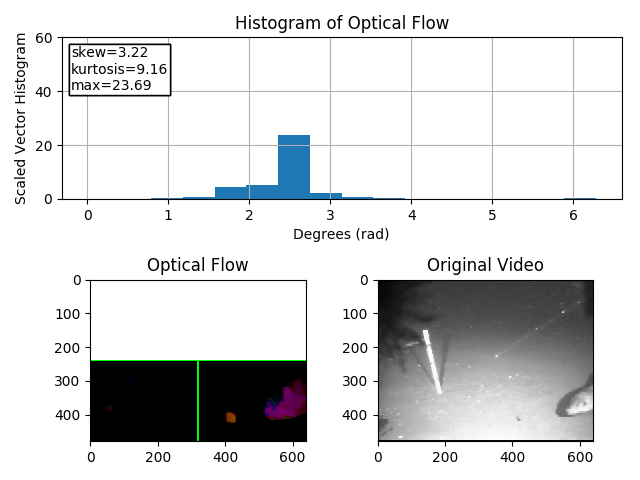 Histogram of Optical Flow
Scaled Vector Histogram
60
40
20
0
skew=3.22
kurtosis=9.16
max=23.69
0 1 2 3 4 5 6
Degrees (rad)
Optical Flow
0
100
200
300
400
0 200 400 600
Original Video
0
100
200
300
400
0 200 400 600